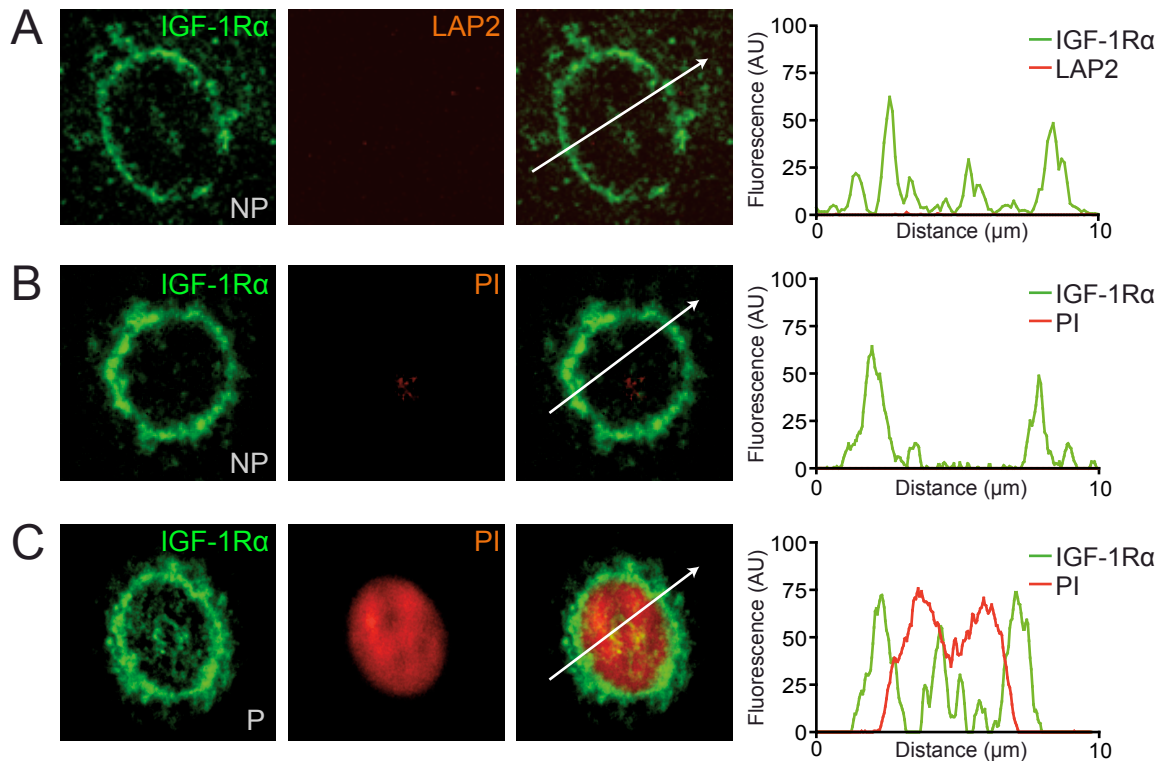 A
IGF-1Rα
NP
LAP2
Fluorescence (AU)
100
75
50
25
0
IGF-1Rα
LAP2
0
Distance (µm)
10
B
IGF-1Rα
NP
PI
Fluorescence (AU)
100
75
50
25
0
IGF-1Rα
PI
0
Distance (µm)
10
C
IGF-1Rα
P
PI
Fluorescence (AU)
100
75
50
25
0
IGF-1Rα
PI
0
Distance (µm)
10